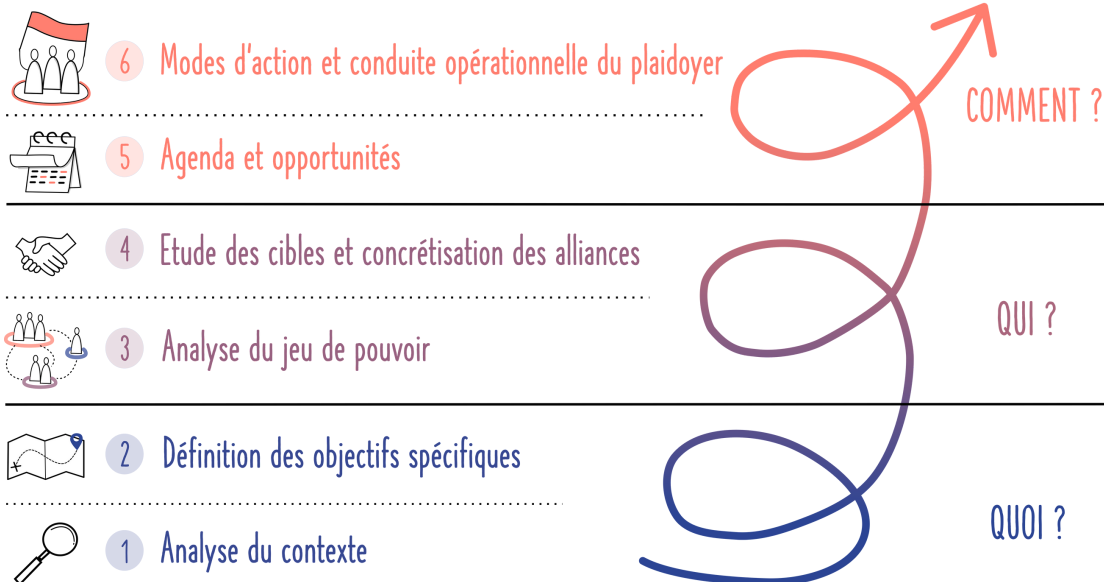 6 Modes d'action et conduite opérationnelle du plaidoyer
COMMENT ?
5 Agenda et opportunités
4 Etude des cibles et concrétisation des alliances
QUI ?
3 Analyse du jeu de pouvoir
2 Définition des objectifs spécifiques
QUOI ?
1 Analyse du contexte